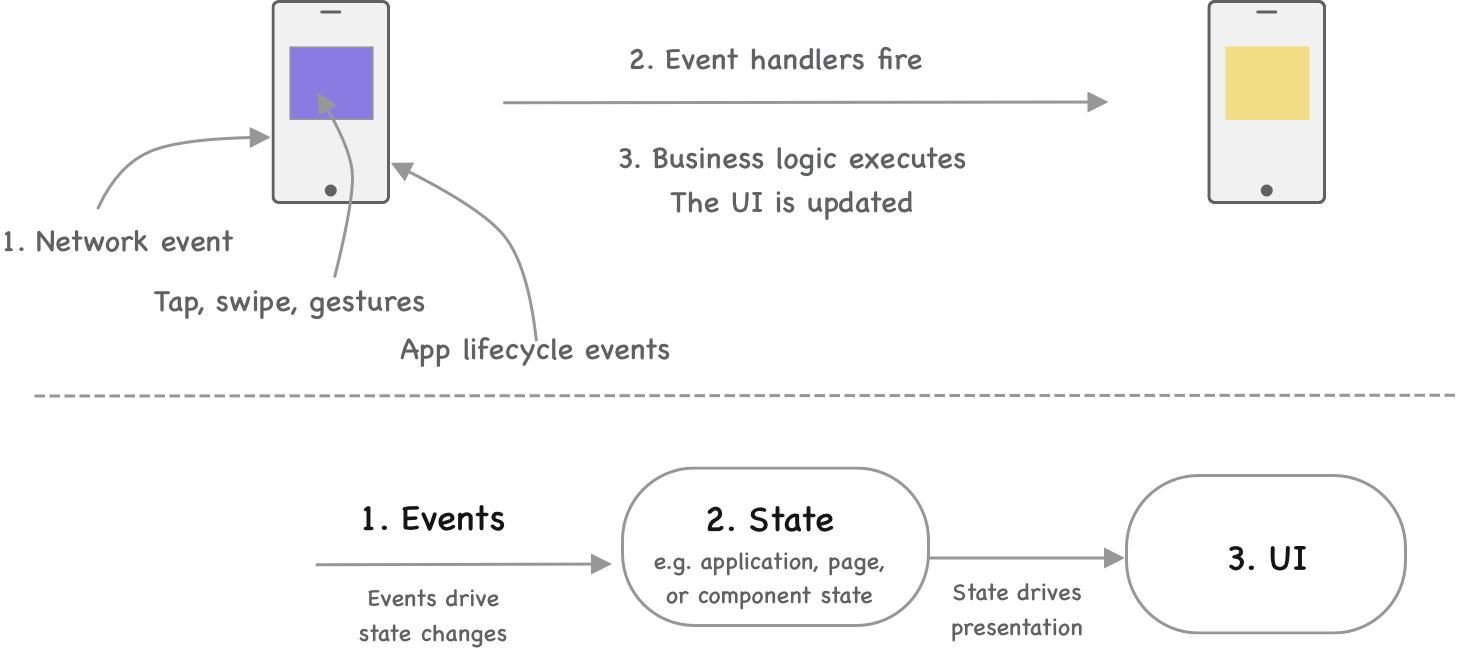 2. Event handlers fire
3. Business logic executes
The UI is updated
1. Network event
Tap, swipe, gestures
App lifecycle events
1. Events
Events drive
state changes
2. State
e.g. application, page,
or component state
State drives
presentation
3. UI